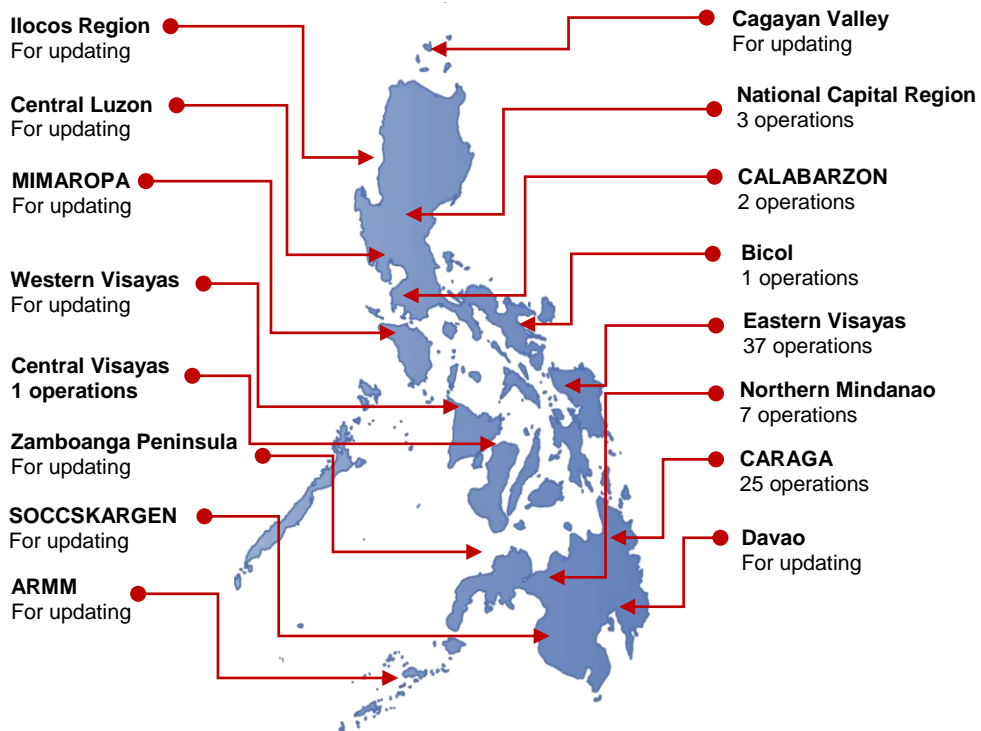 Ilocos Region
For updating
Central Luzon
For updating
MIMAROPA
For updating
Western Visayas
For updating
Central Visayas
1 operations
Zamboanga Peninsula
For updating
SOCCSKARGEN
For updating
ARMM
For updating
Cagayan Valley
For updating
National Capital Region
3 operations
CALABARZON
2 operations
Bicol
1 operations
Eastern Visayas
37 operations
Northern Mindanao
7 operations
CARAGA
25 operations
Davao
For updating